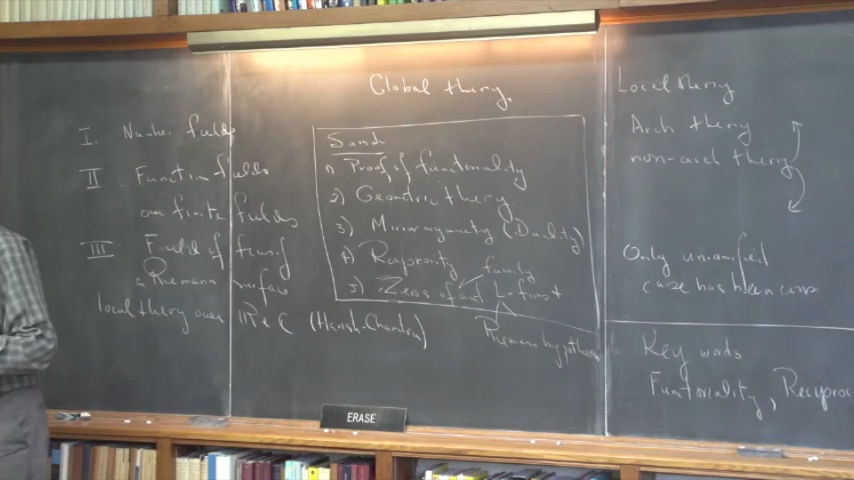 Global theory.
I. Number fields
II Function fields
over finite fields
III Field of func of
a Riemann surface
local theory over IR & C (Harish-Chandra)
1) Proof of functoriality
2) Geometric theory
3) Mirror symmetry (Duality)
4) Reciprocity
5) Zeros of aut L-funct
family
Riemann hypothesis
Local theory
Arch theory
non-arch theory
Only unramified
case has been
Key words
Functoriality, Reciproc
ERASE